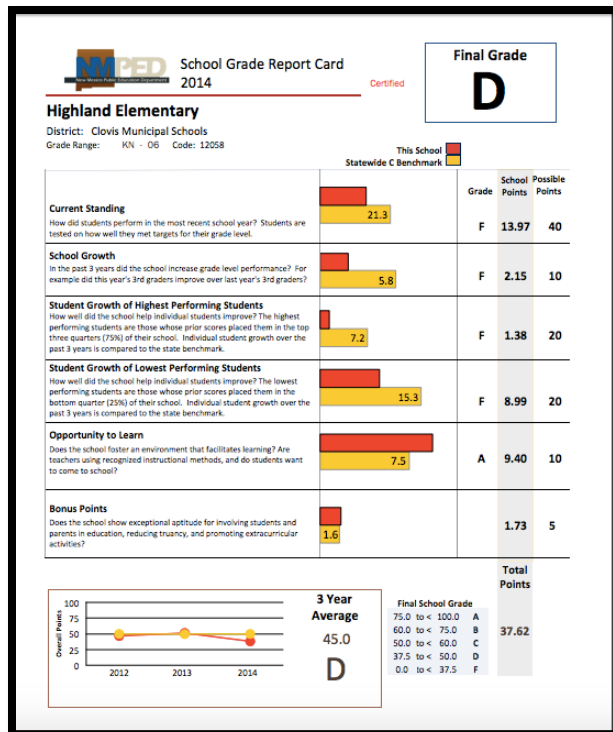 NMPED
New Mexico Public Education Department
School Grade Report Card
2014
Certified
Final Grade
D
Highland Elementary
District: Clovis Municipal Schools
Grade Range: KN - 06 Code: 12058
This School
Statewide C Benchmark
Grade
School Points
Possible Points
Current Standing
How did students perform in the most recent school year? Students are
tested on how well they met targets for their grade level.
21.3
F 13.97 40
School Growth
In the past 3 years did the school increase grade level performance? For
example did this year's 3rd graders improve over last year's 3rd graders?
5.8
F 2.15 10
Student Growth of Highest Performing Students
How well did the school help individual students improve? The highest
performing students are those whose prior scores placed them in the top
three quarters (75%) of their school. Individual student growth over the
past 3 years is compared to the state benchmark.
7.2
F 1.38 20
Student Growth of Lowest Performing Students
How well did the school help individual students improve? The lowest
performing students are those whose prior scores placed them in the
bottom quarter (25%) of their school. Individual student growth over the
past 3 years is compared to the state benchmark.
15.3
F 8.99 20
Opportunity to Learn
Does the school foster an environment that facilitates learning? Are
teachers using recognized instructional methods, and do students want
to come to school?
7.5
A 9.40 10
Bonus Points
Does the school show exceptional aptitude for involving students and
parents in education, reducing truancy, and promoting extracurricular
activities?
1.6
1.73 5
Total
Points
37.62
Overall Points
100
75
50
25
0
2012 2013 2014
3 Year
Average
45.0
D
Final School Grade
75.0 to < 100.0 A
60.0 to < 75.0 B
50.0 to < 60.0 C
37.5 to < 50.0 D
0.0 to < 37.5 F